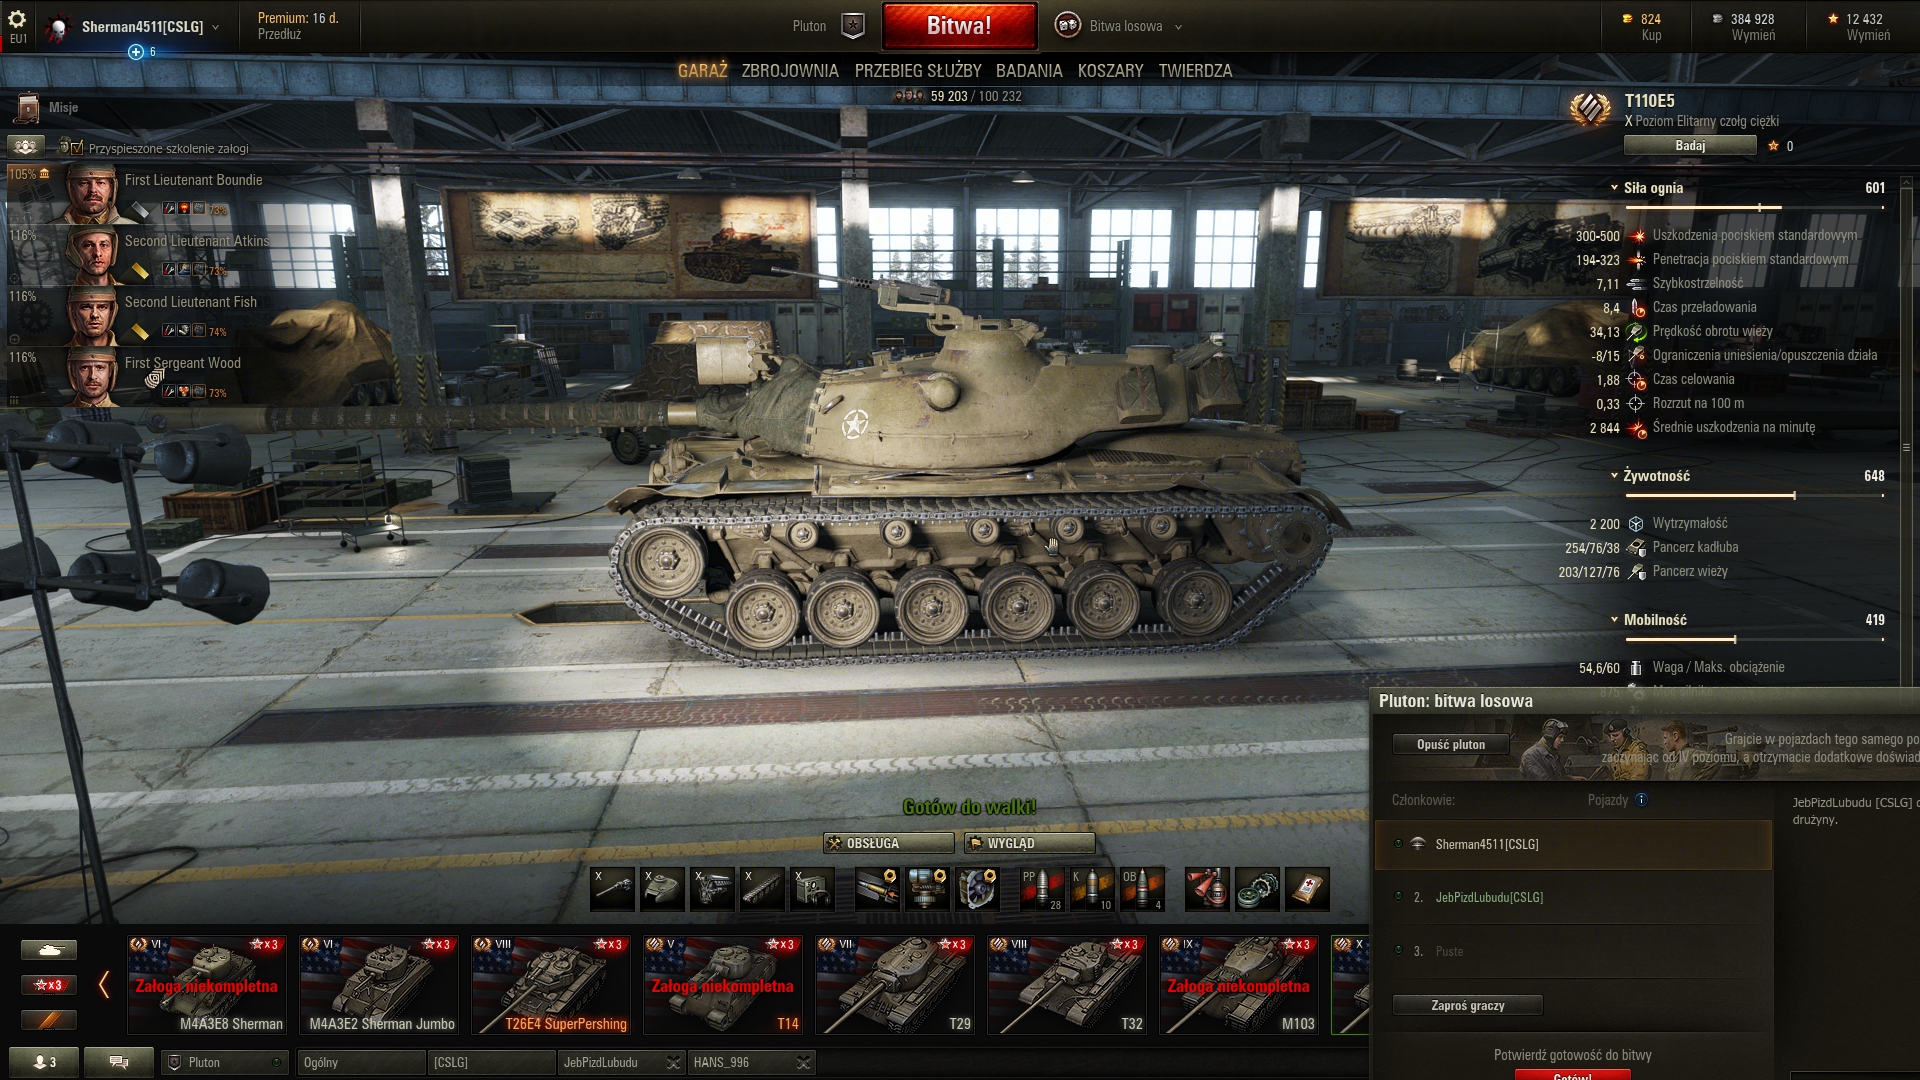 EU1
Sherman4511[CSLG]
6
Premium: 16 d.
Przedłuż
Pluton
Bitwa!
Bitwa losowa
824
Kup
384 928
Wymień
12 432
Wymień
GARAŻ ZBROJOWNIA PRZEBIEG SŁUŻBY BADANIA KOSZARY TWIERDZA
59 203 / 100 232
Misje
Przyspieszone szkolenie załogi
105%
First Lieutenant Boundie
73%
116%
Second Lieutenant Atkins
73%
116%
Second Lieutenant Fish
74%
116%
First Sergeant Wood
73%
T110E5
X Poziom Elitarny czołg ciężki
Badaj
0
Siła ognia 601
300-500 Uszkodzenia pociskiem standardowym
194-323 Penetracja pociskiem standardowym
7,11 Szybkostrzelność
8,4 Czas przeładowania
34,13 Prędkość obrotu wieży
-8/15 Ograniczenia uniesienia/opuszczenia działa
1,88 Czas celowania
0,33 Rozrzut na 100 m
2 844 Średnie uszkodzenia na minutę
Żywotność 648
2 200 Wytrzymałość
254/76/38 Pancerz kadłuba
203/127/76 Pancerz wieży
Mobilność 419
54,6/60 Waga / Maks. obciążenie
875
Pluton: bitwa losowa
Opuść pluton
Grajcie w pojazdach tego samego po
zaczynając od IV poziomu, a otrzymacie dodatkowe doświad
Członkowie: Pojazdy
JebPizdLubudu [CSLG] d
drużyny.
Sherman4511[CSLG]
2. JebPizdLubudu[CSLG]
3. Puste
Zaproś graczy
Potwierdź gotowość do bitwy
Gotów!
Gotów do walki!
OBSŁUGA WYGLĄD
X X X X X
PP 28 K 10 OB 4
VI x3
Załoga niekompletna
M4A3E8 Sherman
VI x3
M4A3E2 Sherman Jumbo
VIII x3
T26E4 SuperPershing
V x3
Załoga niekompletna
T14
VII x3
T29
VIII x3
T32
IX x3
Załoga niekompletna
M103
X
x3
3
Pluton
Ogólny
[CSLG]
JebPizdLubudu
HANS_996